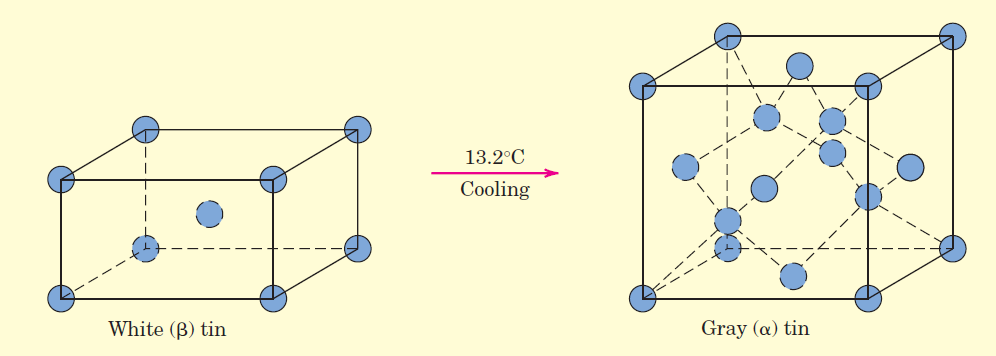 13.2°C
Cooling
White (β) tin
Gray (α) tin